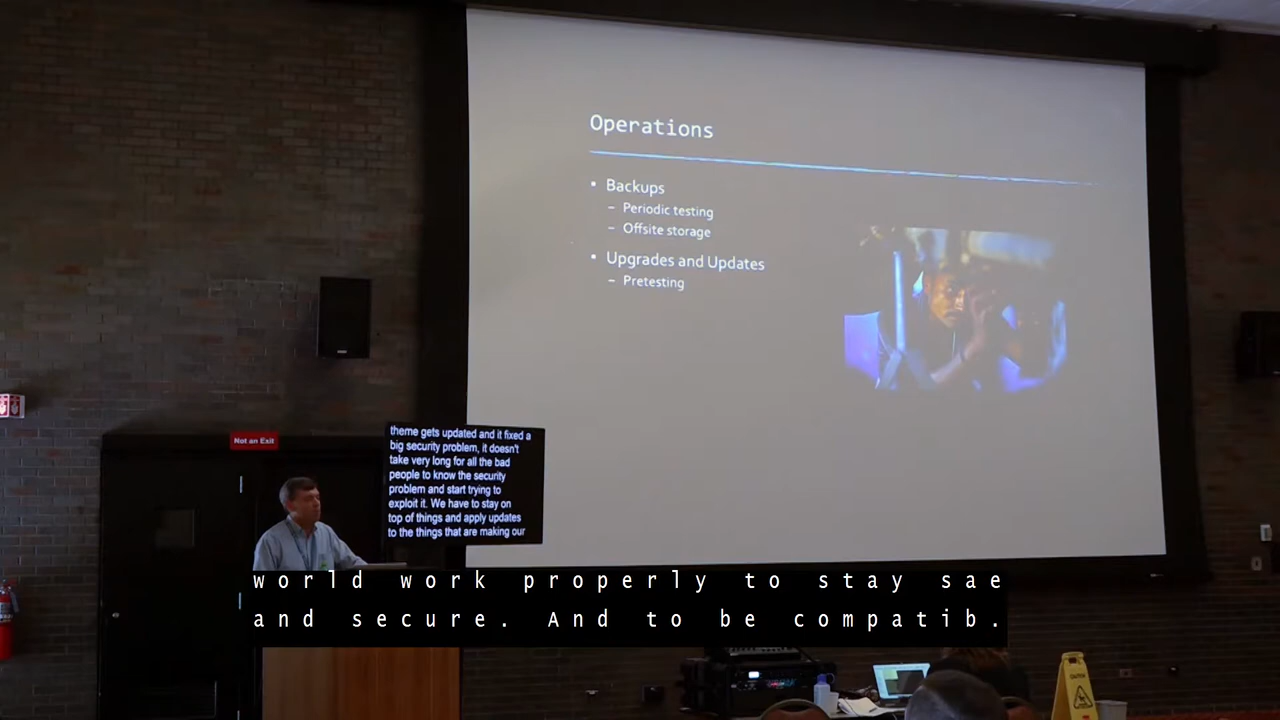 Operations
• Backups
– Periodic testing
– Offsite storage
• Upgrades and Updates
– Pretesting
Not an Exit
theme gets updated and it fixed a
big security problem, it doesn't
take very long for all the bad
people to know the security
problem and start trying to
exploit it. We have to stay on
top of things and apply updates
to the things that are making our
world work properly to stay sae
and secure. And to be compatib.
CAUTION